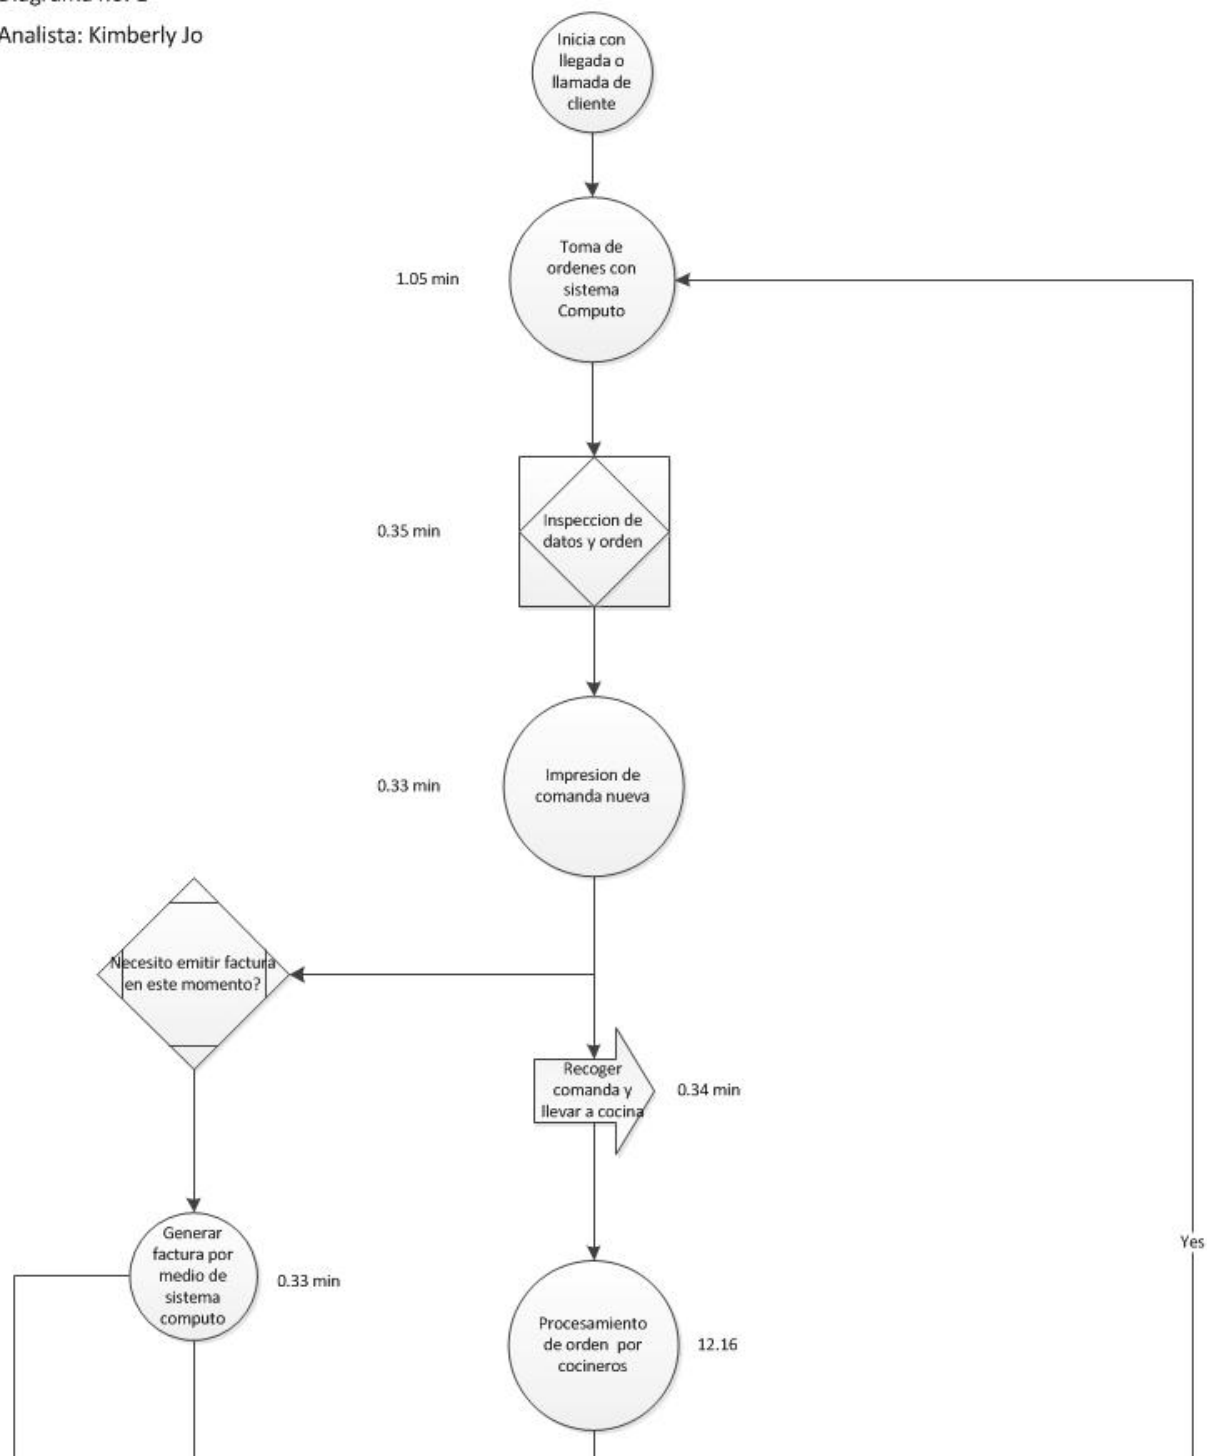 Analista: Kimberly Jo
Inicia con
llegada o
llamada de
cliente
1.05 min
Toma de
ordenes con
sistema
Computo
0.35 min
Inspeccion de
datos y orden
0.33 min
Impresion de
comanda nueva
Necesito emitir factura
en este momento?
Recoger
comanda y
llevar a cocina
0.34 min
Yes
Generar
factura por
medio de
sistema
computo
0.33 min
Procesamiento
de orden por
cocineros
12.16